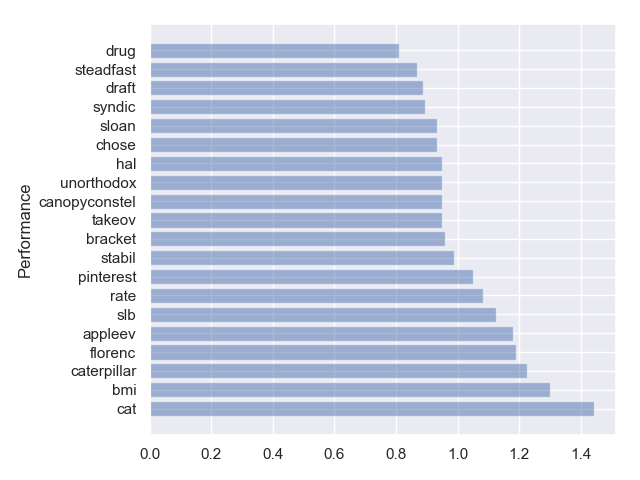 drug
steadfast
draft
syndic
sloan
chose
hal
unorthodox
canopyconstel
takeov
bracket
stabil
pinterest
rate
slb
appleev
florenc
caterpillar
bmi
cat
Performance
0.0 0.2 0.4 0.6 0.8 1.0 1.2 1.4